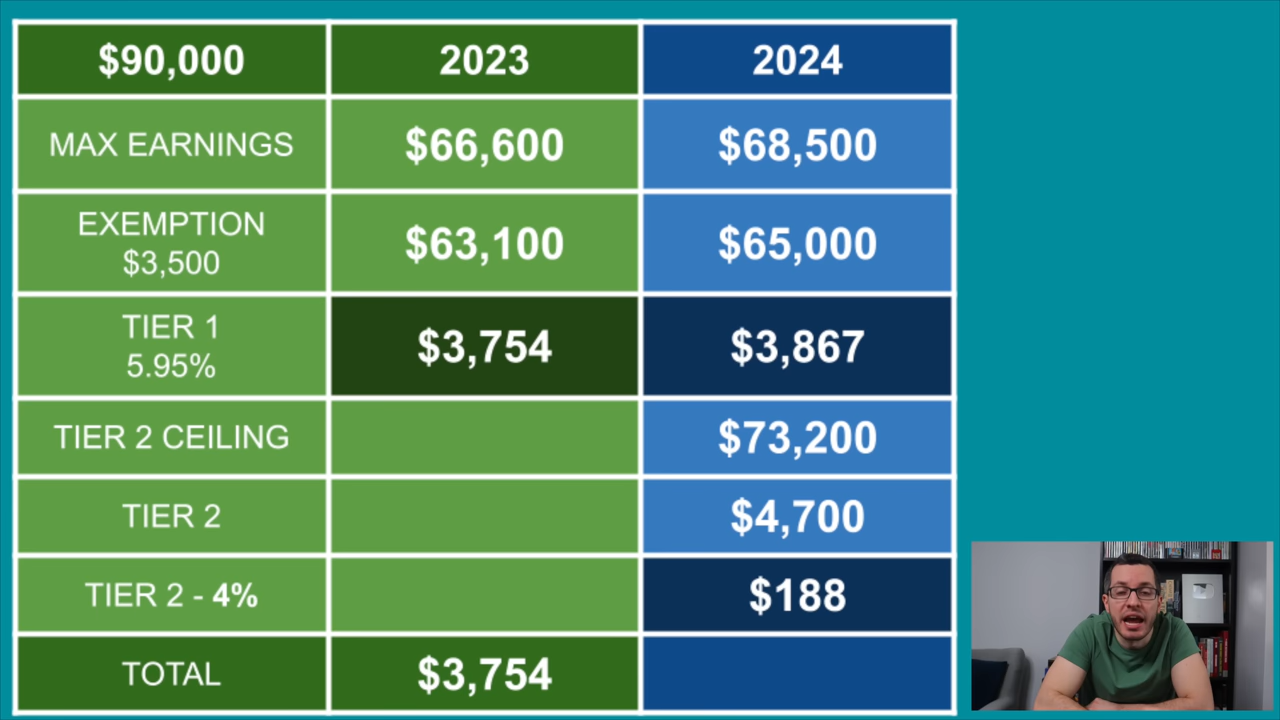 $90,000 2023 2024
MAX EARNINGS $66,600 $68,500
EXEMPTION
$3,500 $63,100 $65,000
TIER 1
5.95% $3,754 $3,867
TIER 2 CEILING $73,200
TIER 2 $4,700
TIER 2 - 4% $188
TOTAL $3,754